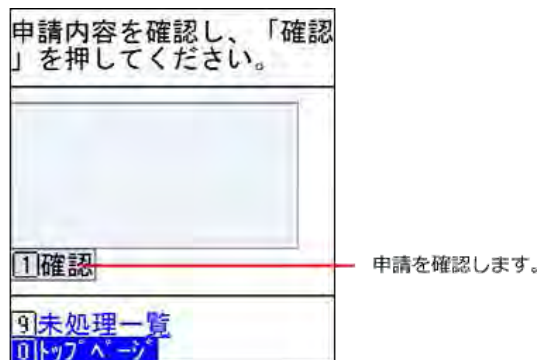 申請内容を確認し、「確認
」を押してください。
1確認
申請を確認します。
9未処理一覧
0トップページ